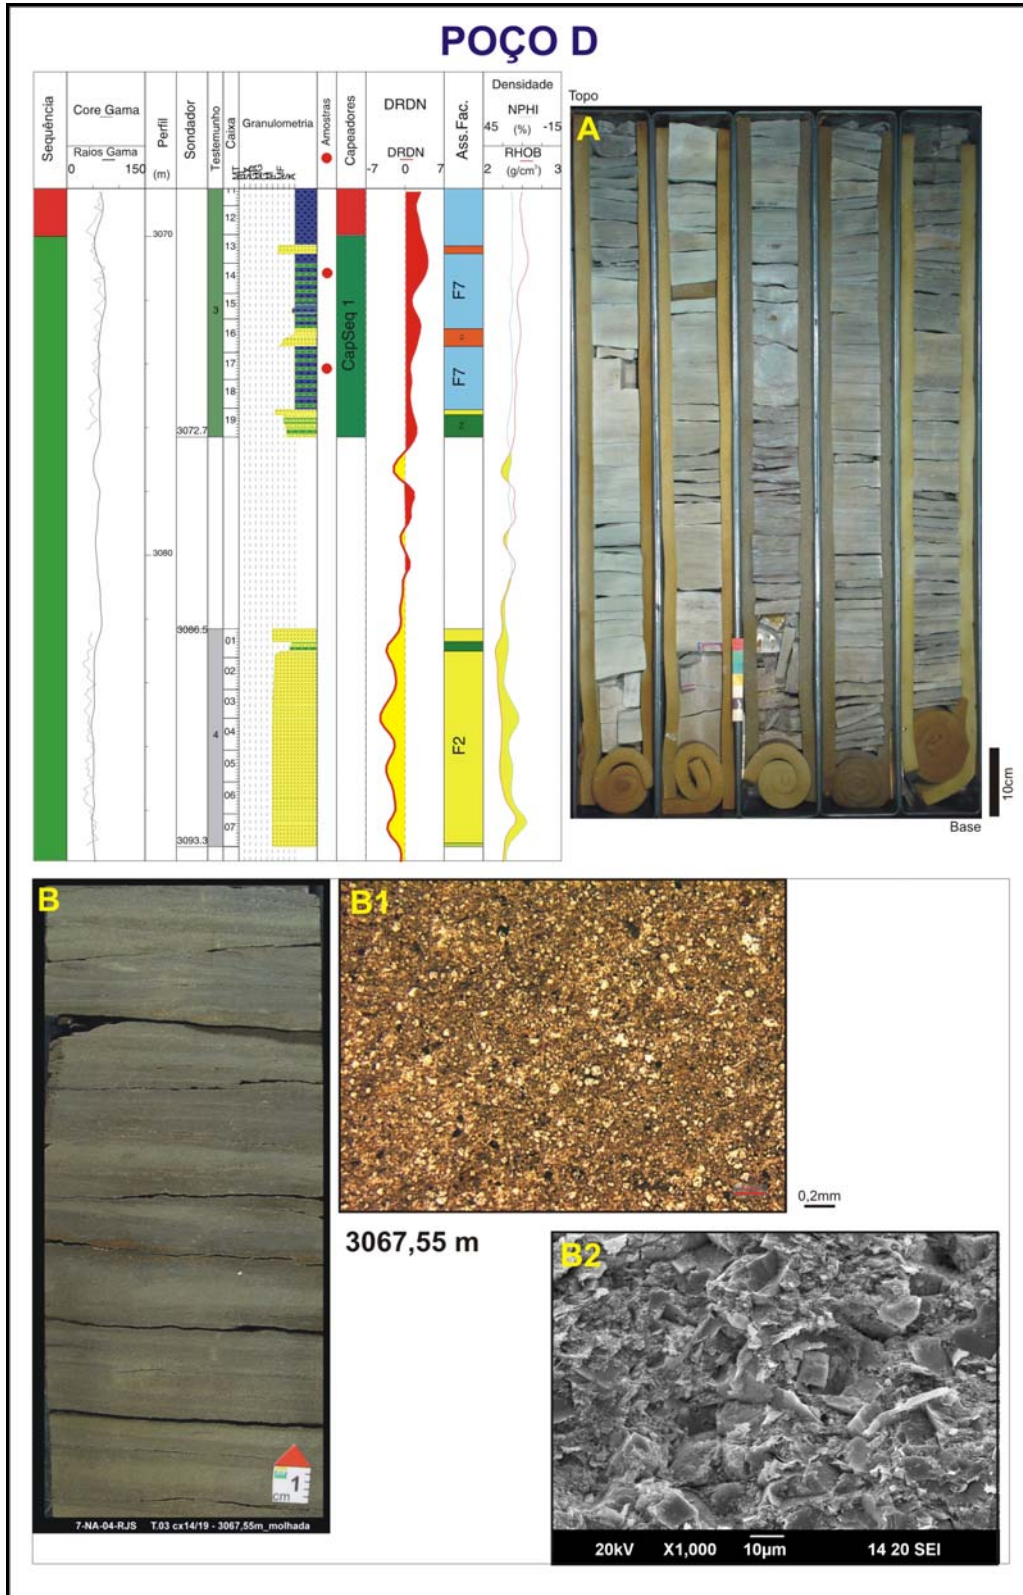 POÇO D
Sequência
Core Gama
Raios Gama
0 150
Perfil
(m)
Sondador
Testemunho
Caixa
Granulometria
Amostras
Capeadores
DRDN
DRDN
-7 0 7
Ass.Fac.
Densidade
NPHI
45 (%) -15
RHOB
2 (g/cm³) 3
Topo
A
11
12
3070
13
14
F7
15
3
CapSeq 1
16
17
F7
18
19
2
3072.7
3080
3086.5
01
02
03
4
04
F2
05
06
07
3093.3
10cm
Base
B
B1
0,2mm
3067,55 m
B2
1
cm
7-NA-04-RJS T.03 cx14/19 - 3067,55m_molhada
20kV X1,000 10µm 14 20 SEI